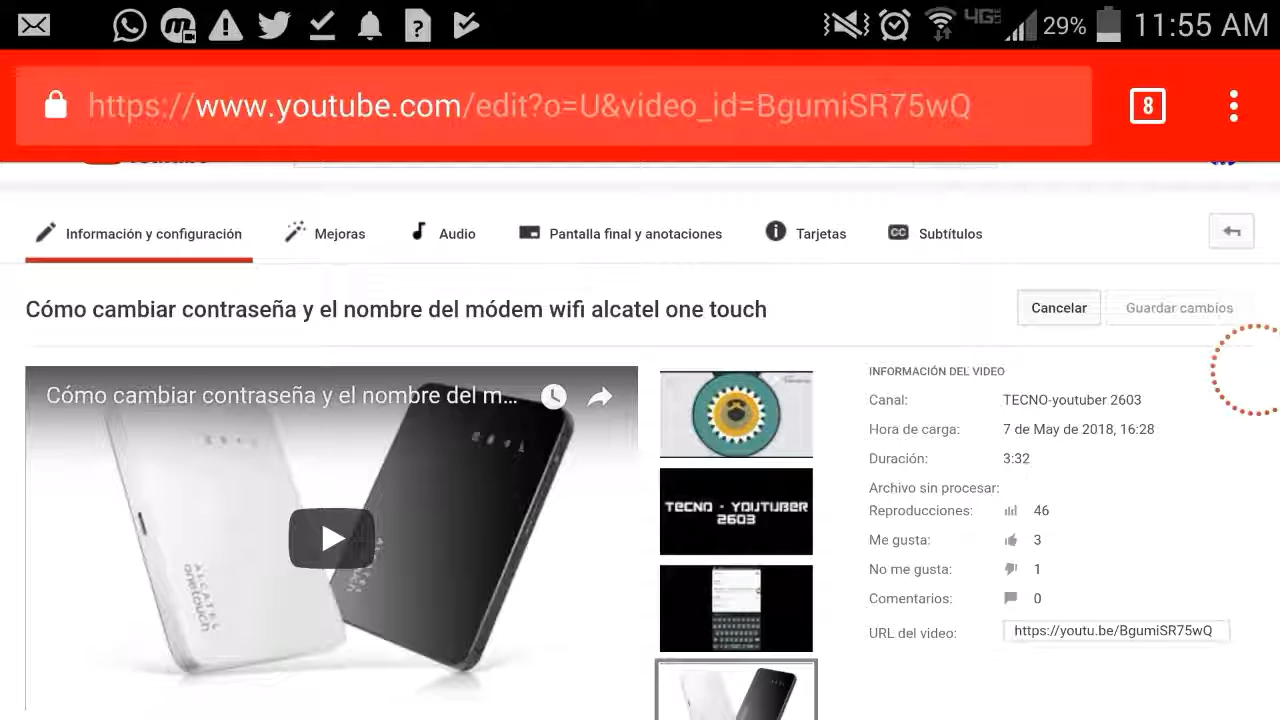 4G 29% 11:55 AM
https://www.youtube.com/edit?o=U&video_id=BgumiSR75wQ 8
Información y configuración Mejoras Audio Pantalla final y anotaciones Tarjetas CC Subtítulos
Cómo cambiar contraseña y el nombre del módem wifi alcatel one touch
Cancelar Guardar cambios
Cómo cambiar contraseña y el nombre del m...
ALCATEL
onetouch
TECNO - YOUTUBER
2603
INFORMACIÓN DEL VIDEO
Canal: TECNO-youtuber 2603
Hora de carga: 7 de May de 2018, 16:28
Duración: 3:32
Archivo sin procesar:
Reproducciones: 46
Me gusta: 3
No me gusta: 1
Comentarios: 0
URL del video: https://youtu.be/BgumiSR75wQ